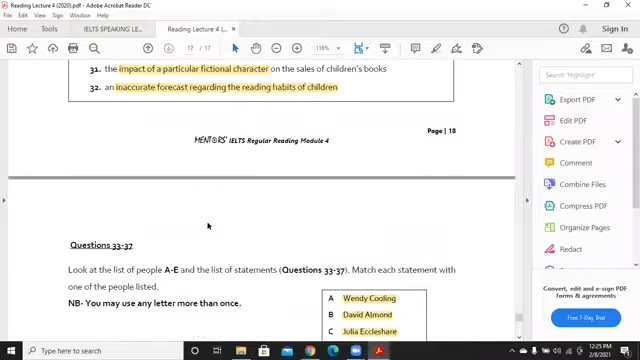 Reading Lecture 4 (2020).pdf - Adobe Acrobat Reader DC
File Edit View Sign Window Help
Home Tools IELTS SPEAKING LE... Reading Lecture 4 (... × Sign In
17 / 17 116%
31. the impact of a particular fictional character on the sales of children's books
32. an inaccurate forecast regarding the reading habits of children
Page | 18
MENTORS' IELTS Regular Reading Module 4
Questions 33-37
Look at the list of people A-E and the list of statements (Questions 33-37). Match each statement with
one of the people listed.
NB- You may use any letter more than once.
A Wendy Cooling
B David Almond
C Julia Eccleshare
Search 'Highlight'
Export PDF
Edit PDF
Create PDF
Comment
Combine Files
Compress PDF
Organize Pages
Redact
Convert, edit and e-sign PDF
forms & agreements
Free 7-Day Trial
Type here to search
12:25 PM
2/8/2021